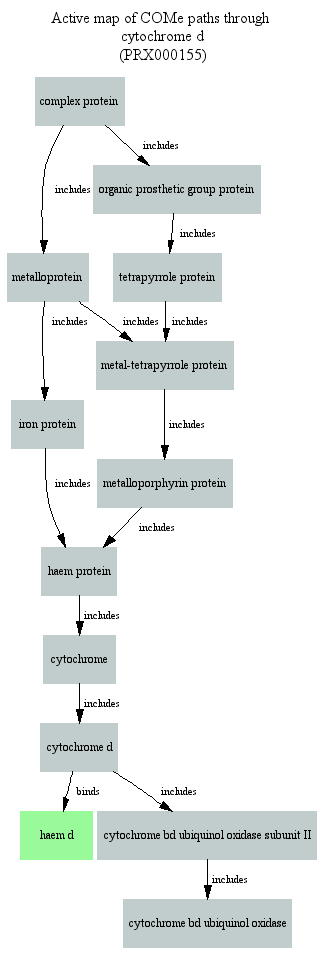 Active map of COMe paths through
cytochrome d
(PRX000155)
complex protein
includes
includes
organic prosthetic group protein
includes
metalloprotein
tetrapyrrole protein
includes
includes
includes
metal-tetrapyrrole protein
iron protein
includes
includes
metalloporphyrin protein
includes
haem protein
includes
cytochrome
includes
cytochrome d
binds
includes
haem d
cytochrome bd ubiquinol oxidase subunit II
includes
cytochrome bd ubiquinol oxidase